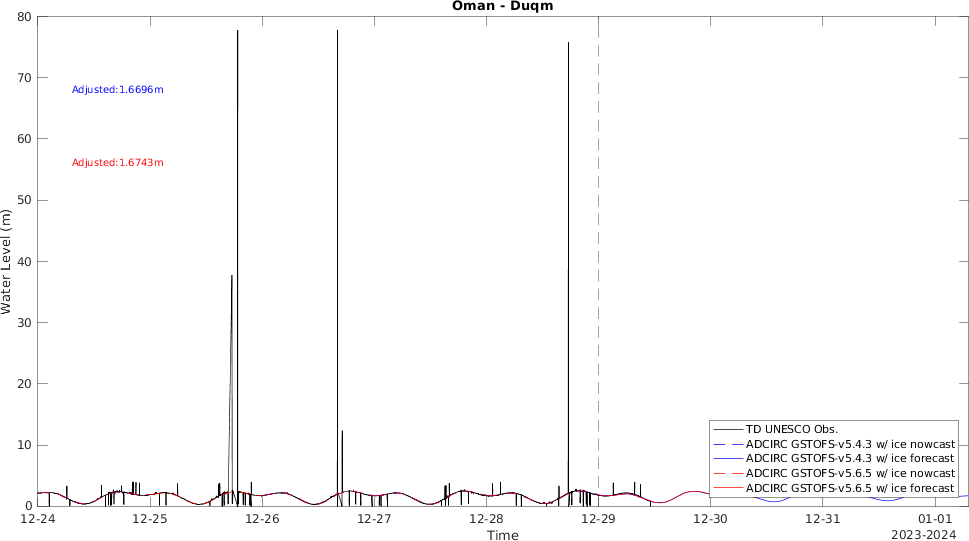 Oman - Duqm
80
70
60
50
40
30
20
10
0
Water Level (m)
Adjusted:1.6696m
Adjusted:1.6743m
TD UNESCO Obs.
ADCIRC GSTOFS-v5.4.3 w/ ice nowcast
ADCIRC GSTOFS-v5.4.3 w/ ice forecast
ADCIRC GSTOFS-v5.6.5 w/ ice nowcast
ADCIRC GSTOFS-v5.6.5 w/ ice forecast
12-24 12-25 12-26 12-27 12-28 12-29 12-30 12-31 01-01
Time
2023-2024